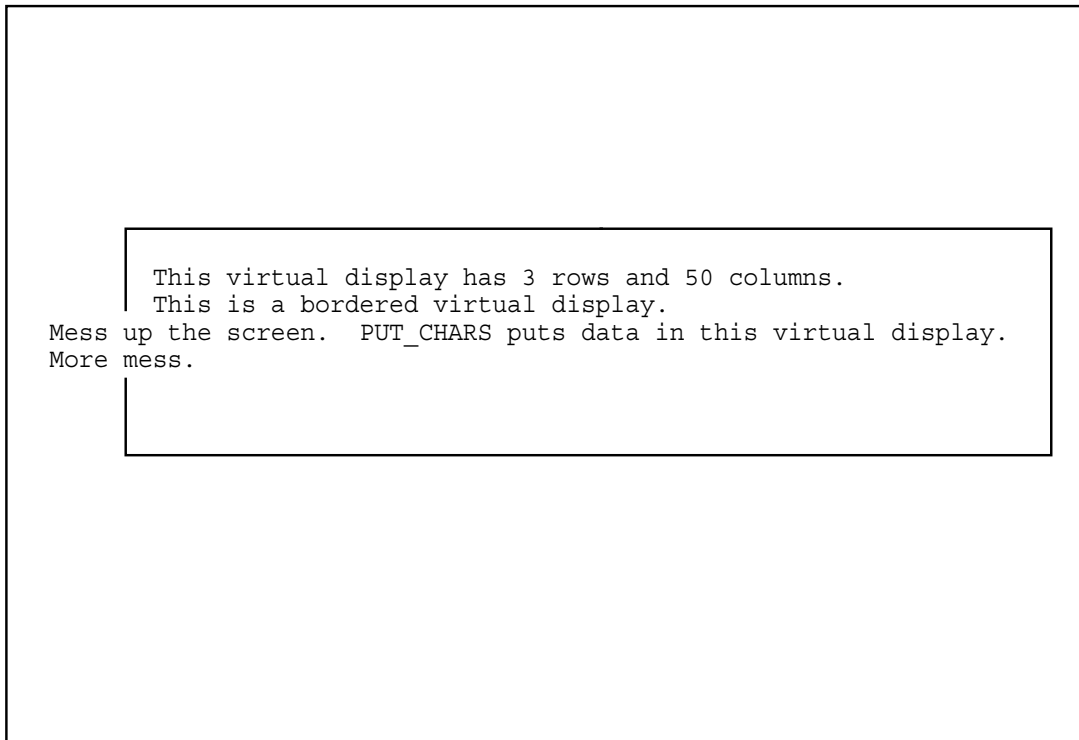 This virtual display has 3 rows and 50 columns.
This is a bordered virtual display.
Mess up the screen.  PUT_CHARS puts data in this virtual display.
More mess.